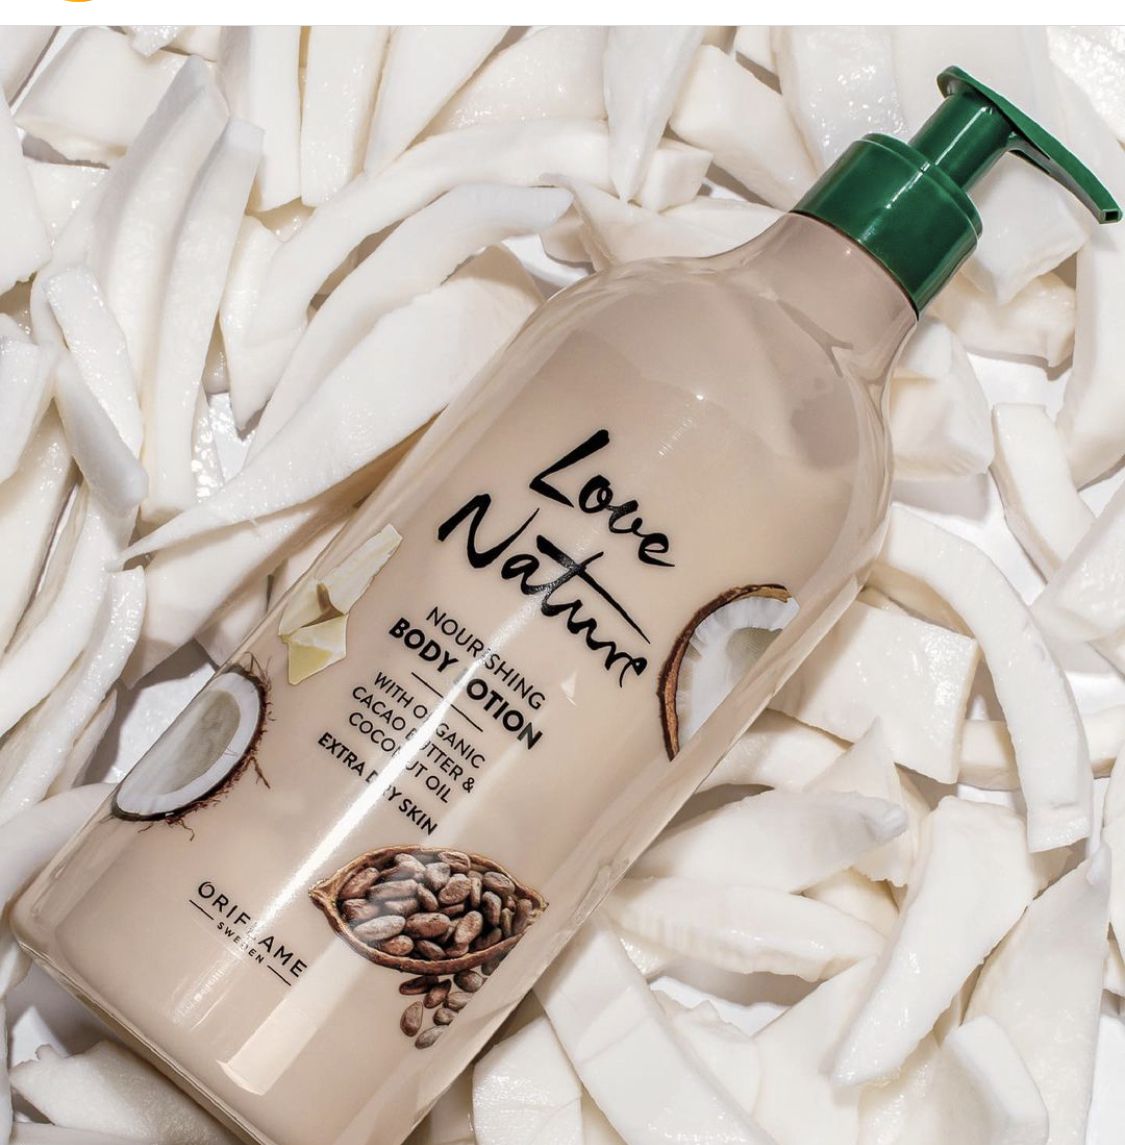 Love
Nature
NOURISHING
BODY LOTION
WITH ORGANIC
CACAO BUTTER &
COCONUT OIL
EXTRA DRY SKIN
ORIFLAME
SWEDEN